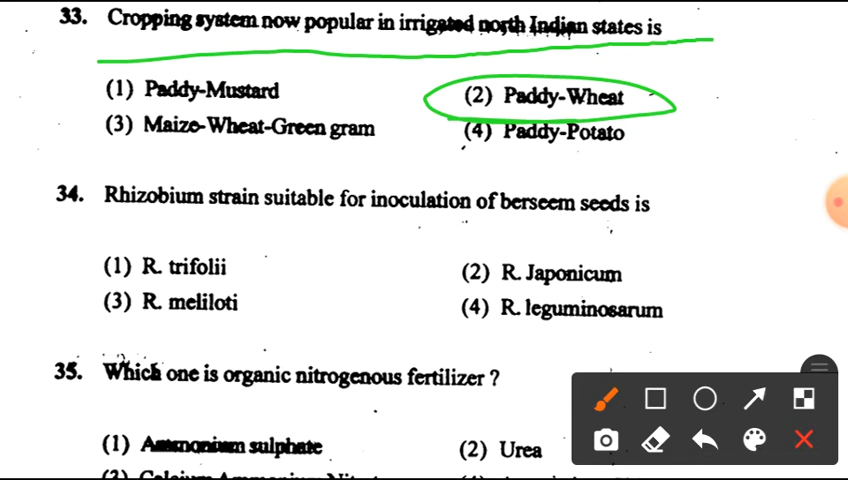 33. Cropping system now popular in irrigated north Indian states is
(1) Paddy-Mustard (2) Paddy-Wheat
(3) Maize-Wheat-Green gram (4) Paddy-Potato
34. Rhizobium strain suitable for inoculation of berseem seeds is
(1) R. trifolii (2) R. Japonicum
(3) R. meliloti (4) R. leguminosarum
35. Which one is organic nitrogenous fertilizer ?
(1) Ammonium sulphate (2) Urea